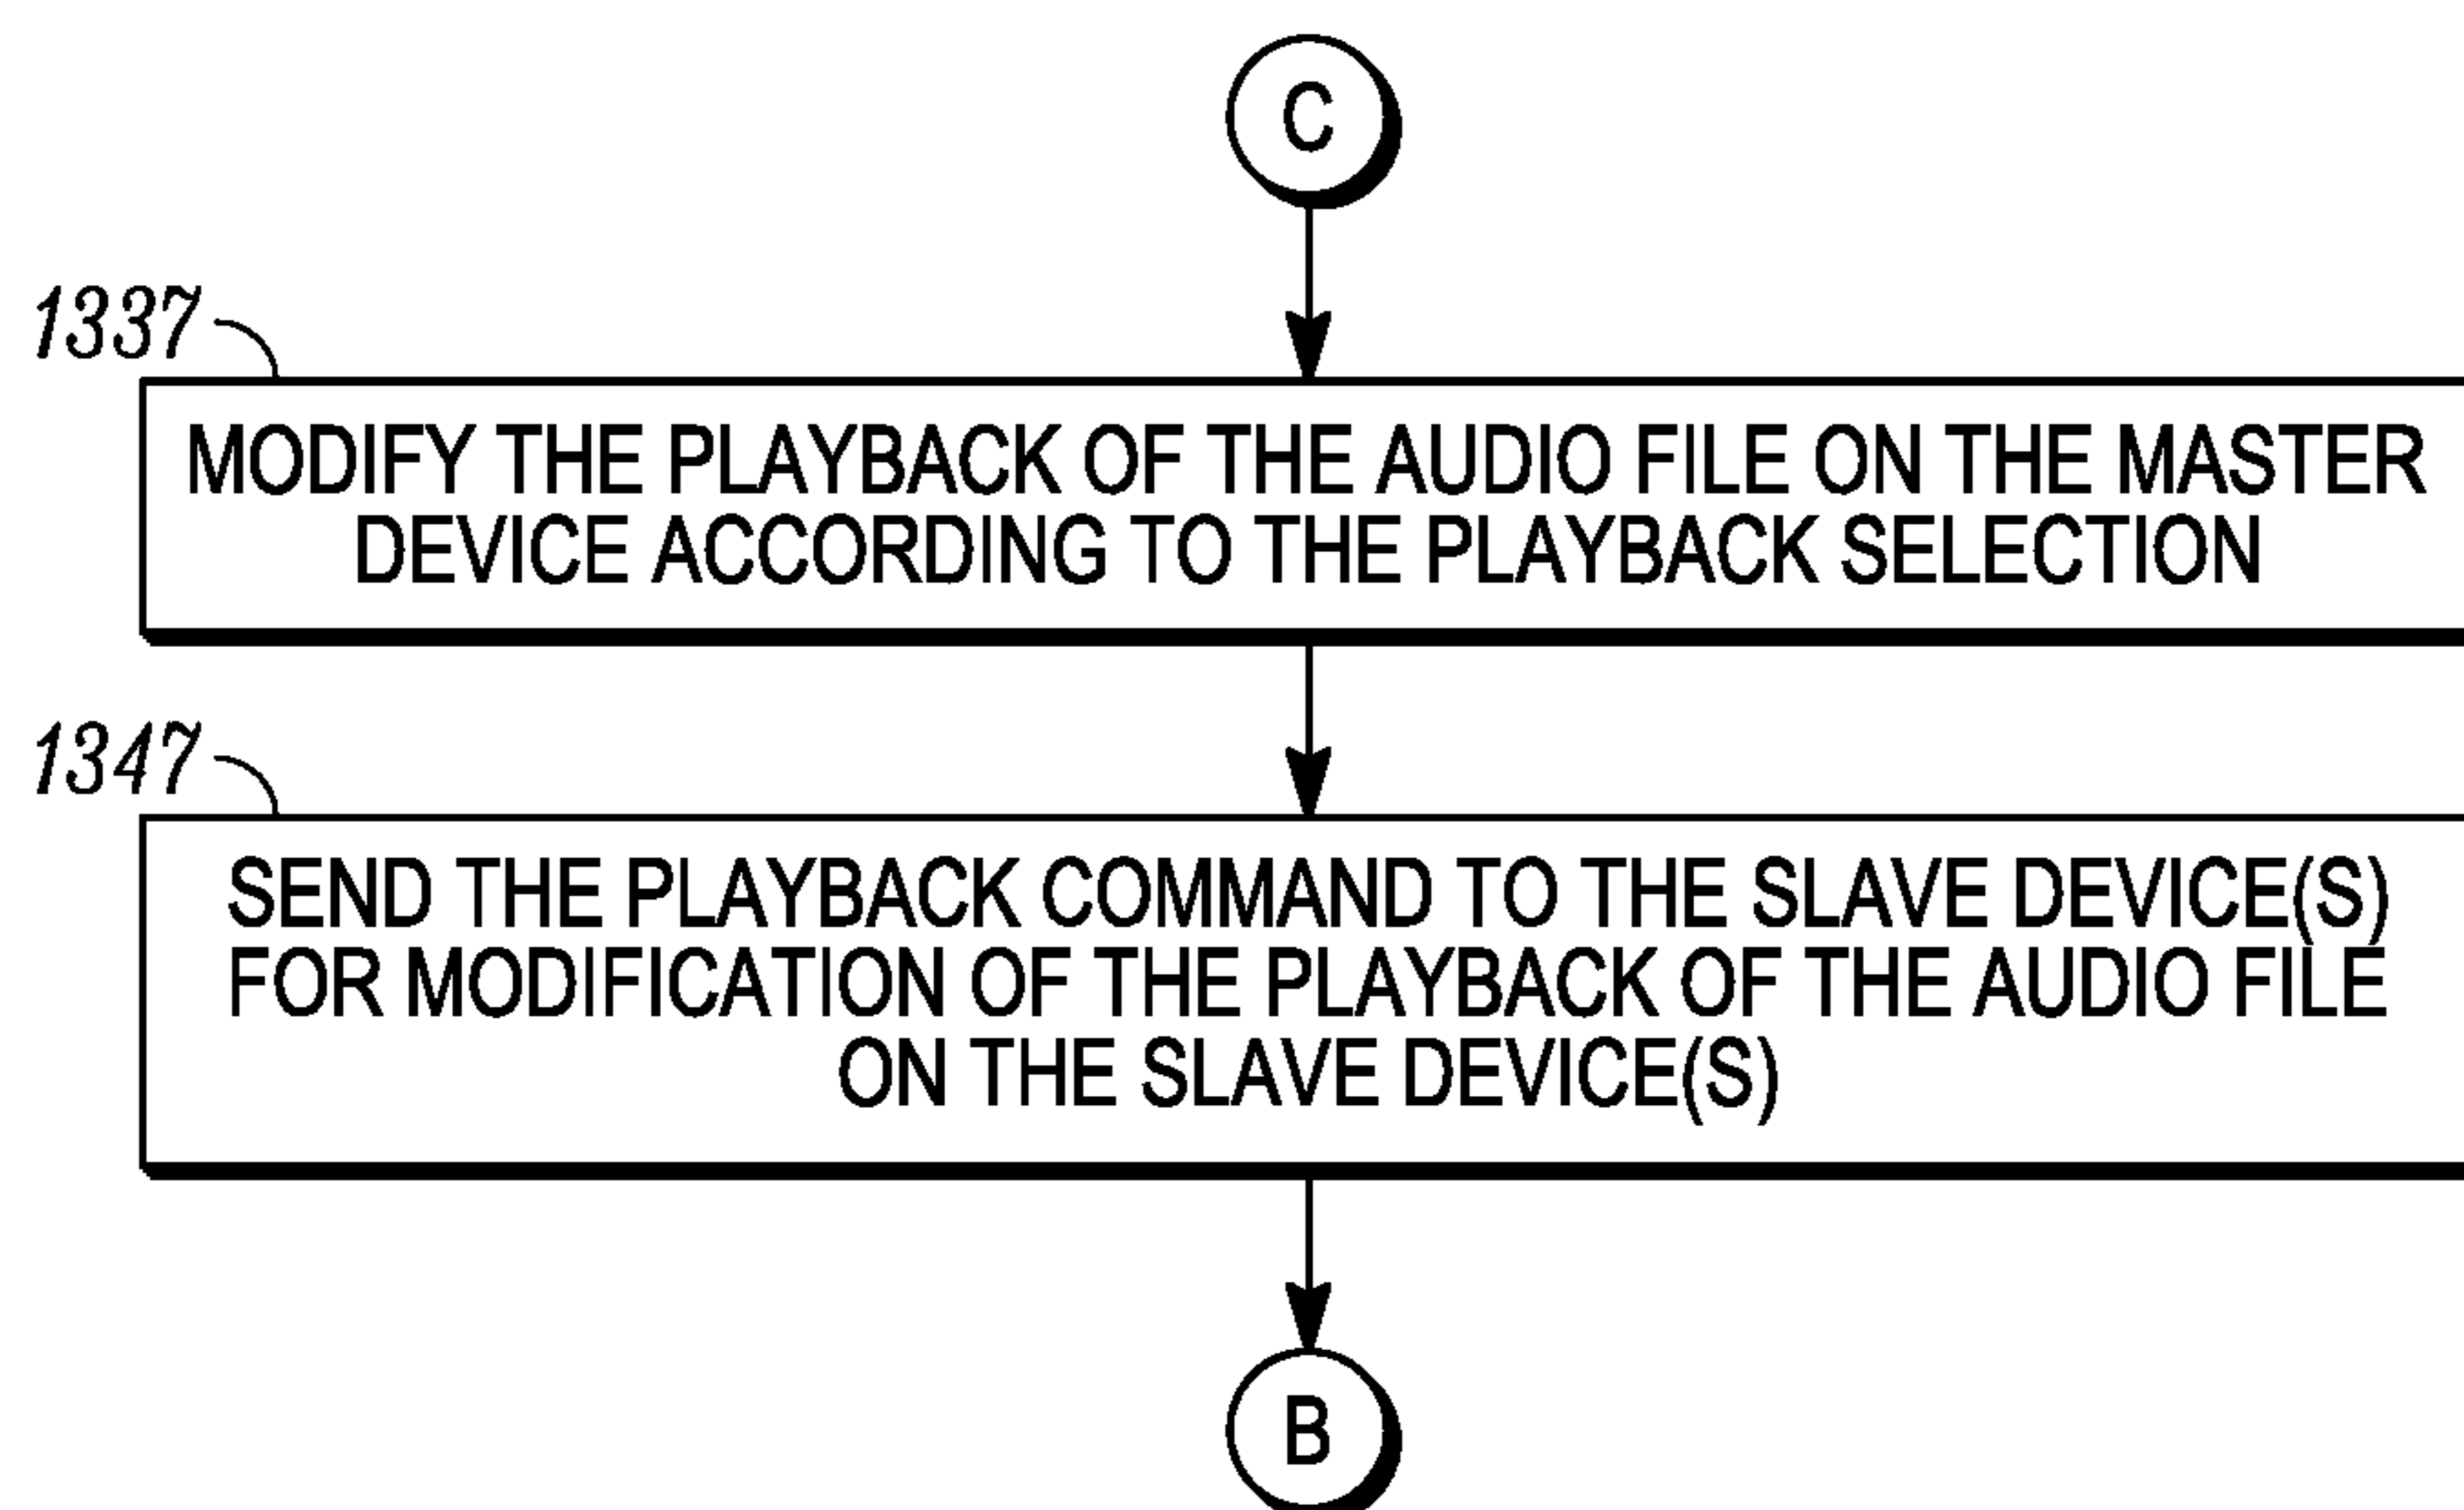 C
1337
MODIFY THE PLAYBACK OF THE AUDIO FILE ON THE MASTER
DEVICE ACCORDING TO THE PLAYBACK SELECTION
1347
SEND THE PLAYBACK COMMAND TO THE SLAVE DEVICE(S)
FOR MODIFICATION OF THE PLAYBACK OF THE AUDIO FILE
ON THE SLAVE DEVICE(S)
B